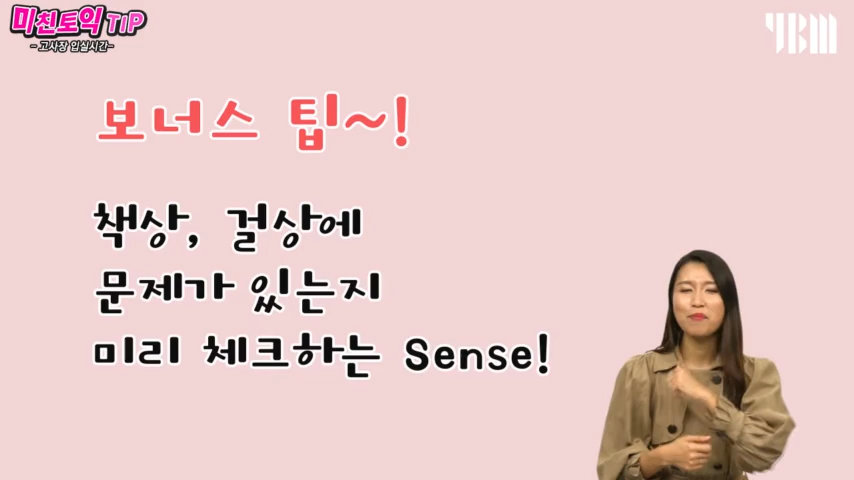 미친토익 TIP
- 고사장 입실시간-
YBM
보너스 팁~!
책상, 걸상에
문제가 있는지
미리 체크하는 Sense!